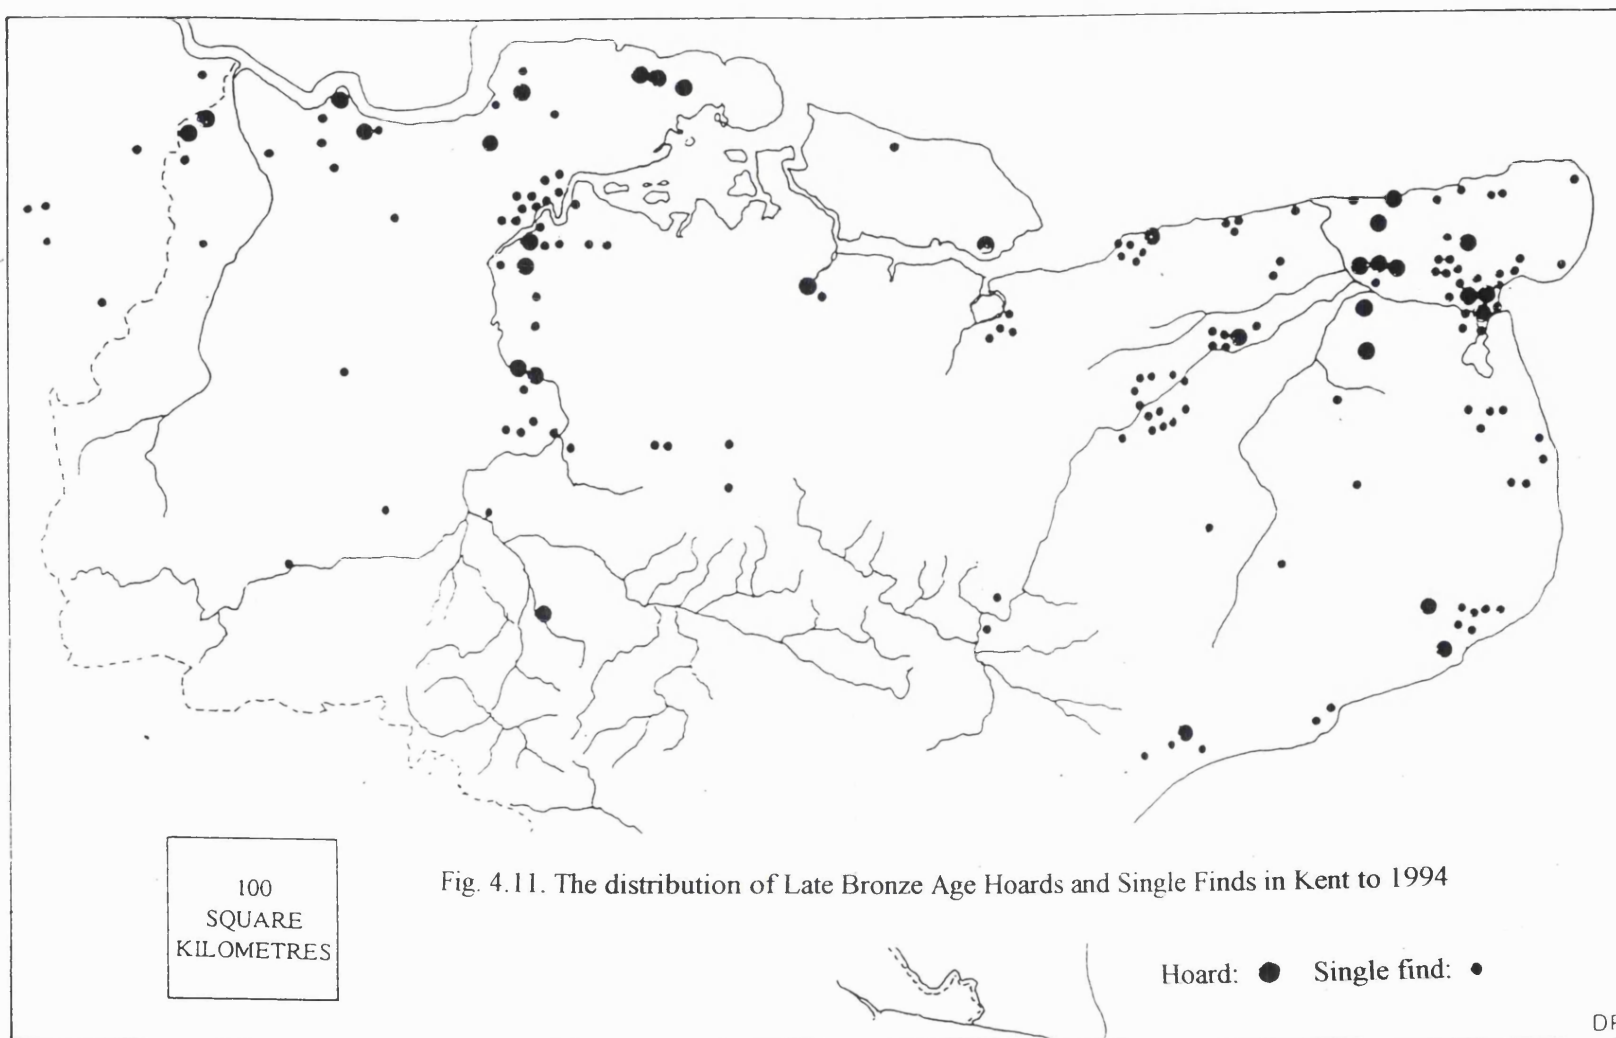 100
SQUARE
KILOMETRES
Fig. 4.11. The distribution of Late Bronze Age Hoards and Single Finds in Kent to 1994
Hoard: Single find: